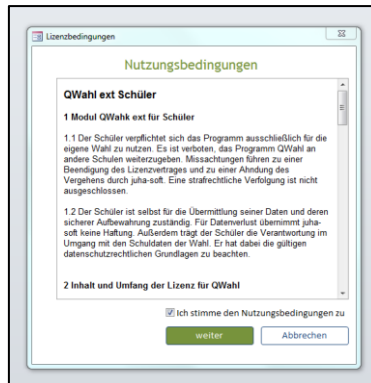 Lizenzbedingungen
Nutzungsbedingungen
QWahl ext Schüler
1 Modul QWahk ext für Schüler
1.1 Der Schüler verpflichtet sich das Programm ausschließlich für die
eigene Wahl zu nutzen. Es ist verboten, das Programm QWahl an
andere Schulen weiterzugeben. Missachtungen führen zu einer
Beendigung des Lizenzvertrages und zu einer Ahndung des
Vergehens durch juha-soft. Eine strafrechtliche Verfolgung ist nicht
ausgeschlossen.
1.2 Der Schüler ist selbst für die Übermittlung seiner Daten und deren
sicherer Aufbewahrung zuständig. Für Datenverlust übernimmt juha-
soft keine Haftung. Außerdem trägt der Schüler die Verantwortung im
Umgang mit den Schuldaten der Wahl. Er hat dabei die gültigen
datenschutzrechtlichen Grundlagen zu beachten.
2 Inhalt und Umfang der Lizenz für QWahl
Ich stimme den Nutzungsbedingungen zu
weiter
Abbrechen